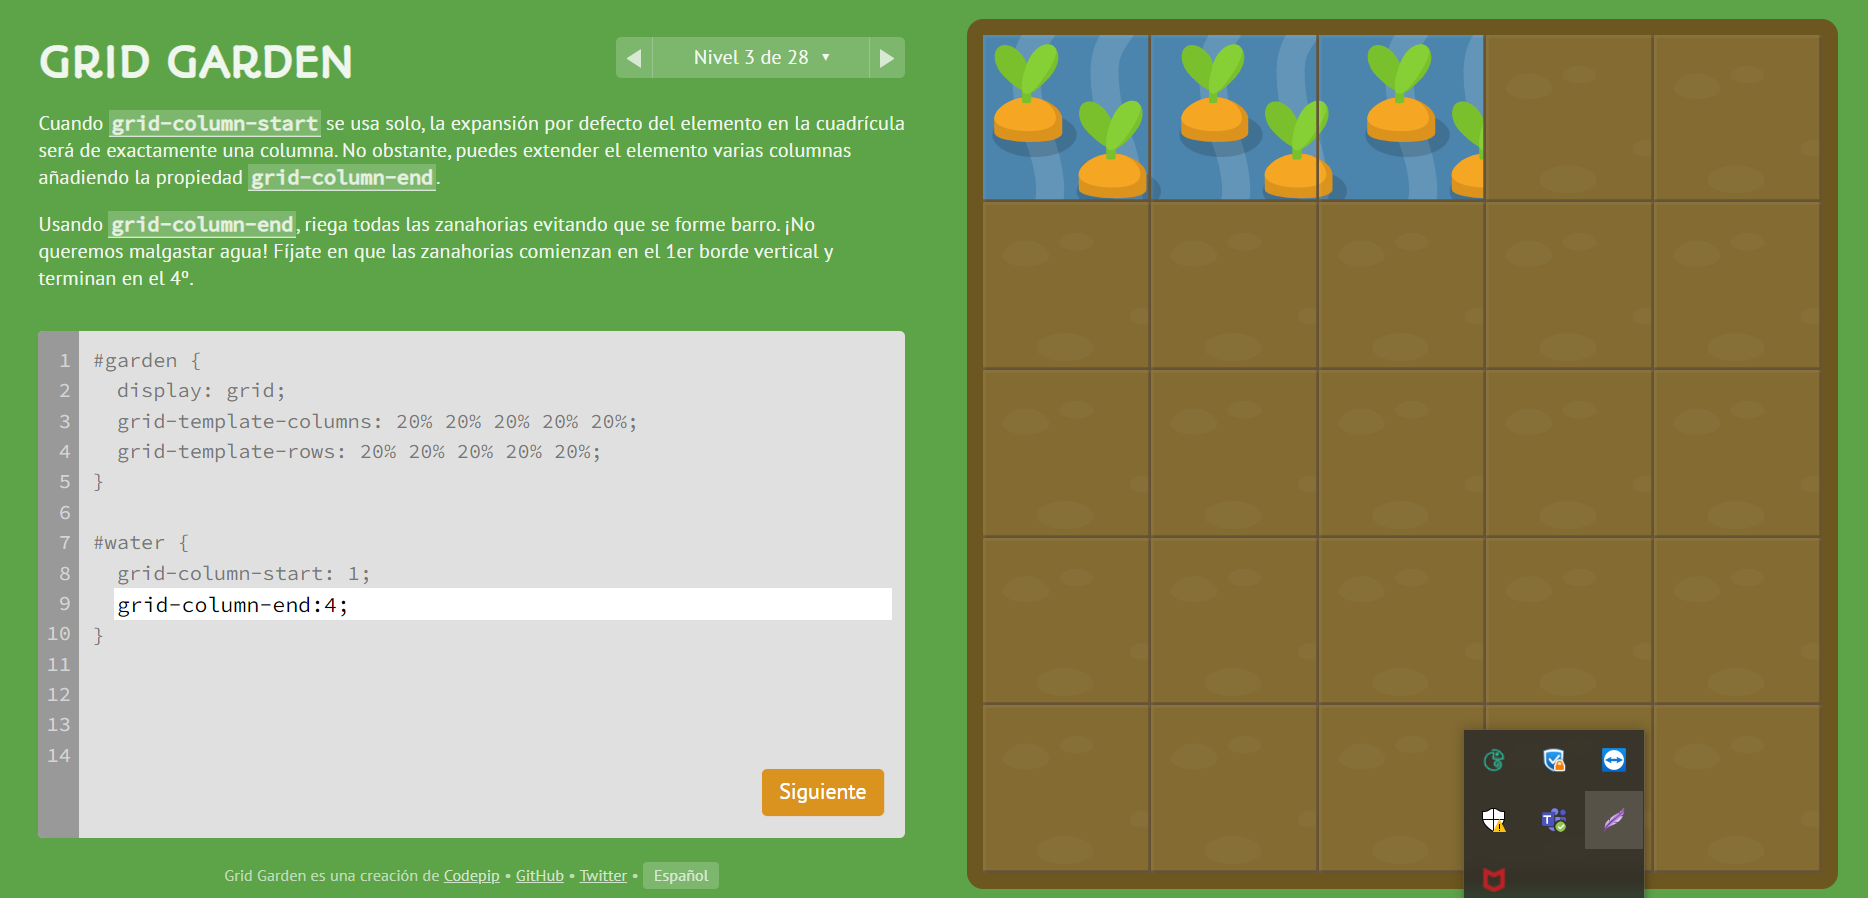 GRID GARDEN
Nivel 3 de 28
Cuando grid-column-start se usa solo, la expansión por defecto del elemento en la cuadrícula
será de exactamente una columna. No obstante, puedes extender el elemento varias columnas
añadiendo la propiedad grid-column-end.
Usando grid-column-end, riega todas las zanahorias evitando que se forme barro. ¡No
queremos malgastar agua! Fíjate en que las zanahorias comienzan en el 1er borde vertical y
terminan en el 4º.
1 #garden {
2 display: grid;
3 grid-template-columns: 20% 20% 20% 20% 20%;
4 grid-template-rows: 20% 20% 20% 20% 20%;
5 }
6
7 #water {
8 grid-column-start: 1;
9 grid-column-end:4;
10 }
11
12
13
14
Siguiente
Grid Garden es una creación de Codepip • GitHub • Twitter • Español